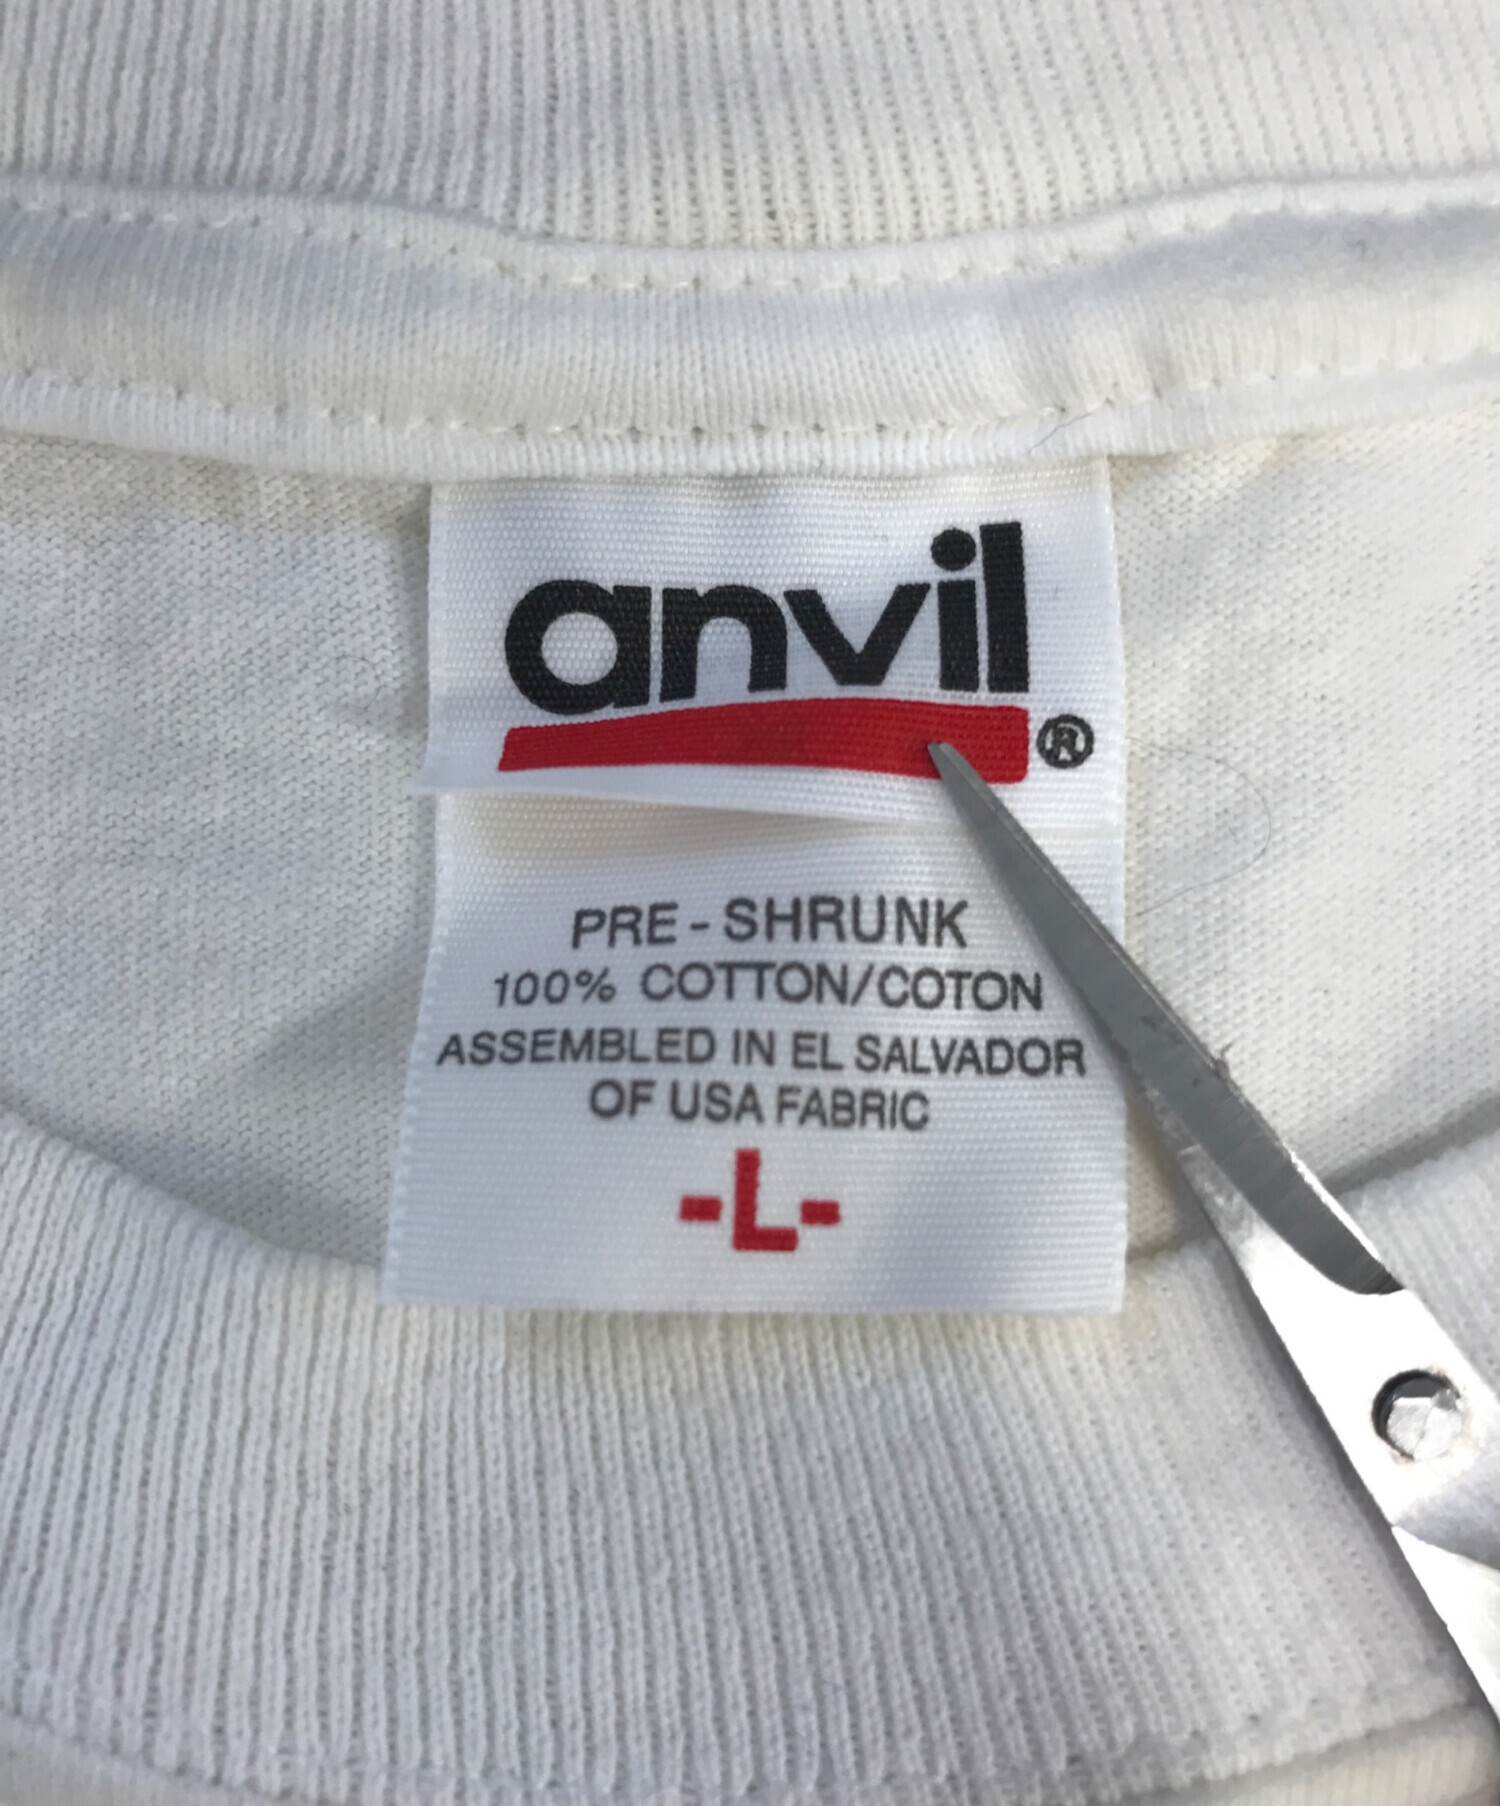 anvil®
PRE-SHRUNK
100% COTTON/COTON
ASSEMBLED IN EL SALVADOR
OF USA FABRIC
-L-